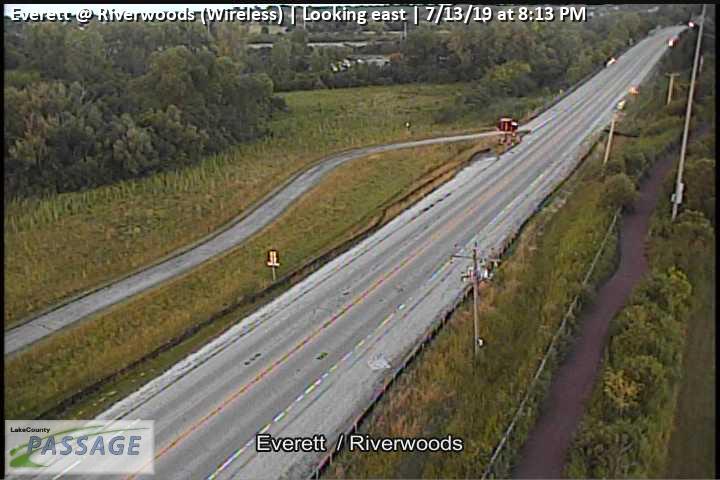 Everett @ Riverwoods (Wireless) | Looking east | 7/13/19 at 8:13 PM
LakeCounty
PASSAGE
Everett / Riverwoods